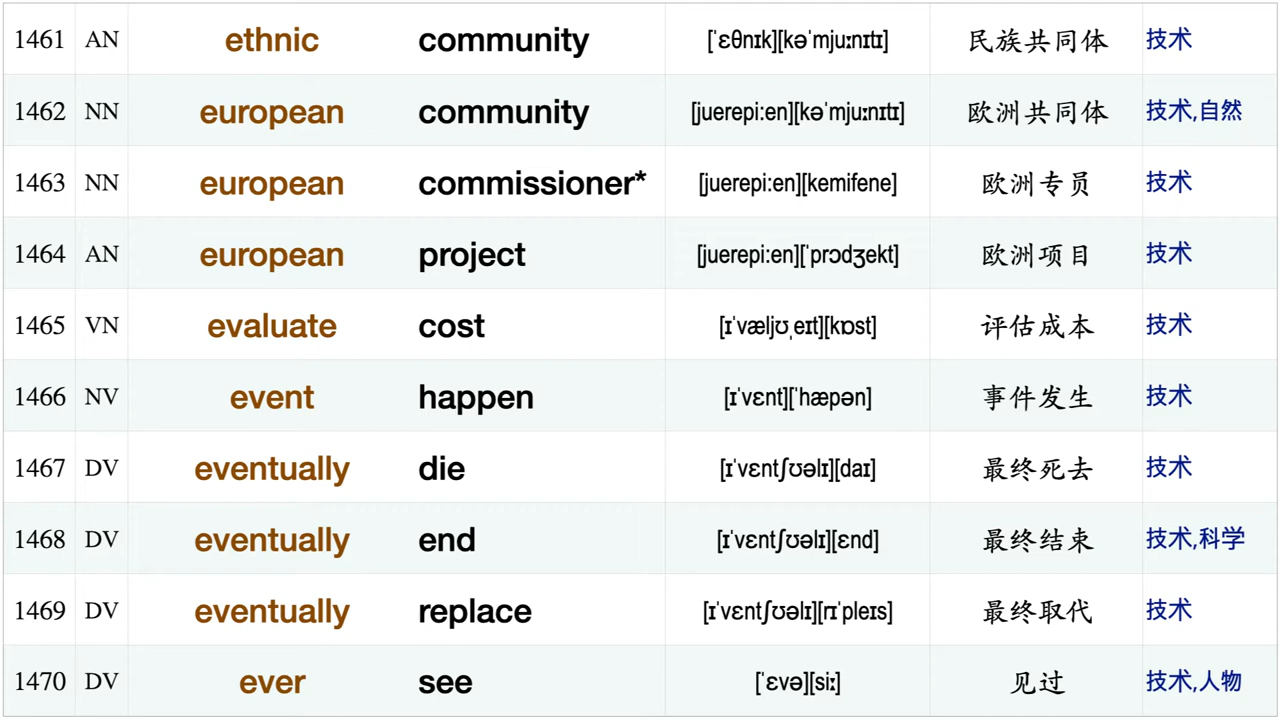 1461 AN ethnic community [ˈɛθnɪk][kəˈmjuːnɪtɪ] 民族共同体 技术
1462 NN european community [juerepi:en][kəˈmjuːnɪtɪ] 欧洲共同体 技术,自然
1463 NN european commissioner* [juerepi:en][kemifene] 欧洲专员 技术
1464 AN european project [juerepi:en][ˈprɔdʒekt] 欧洲项目 技术
1465 VN evaluate cost [ɪˈvæljʊˌeɪt][kɒst] 评估成本 技术
1466 NV event happen [ɪˈvɛnt][ˈhæpən] 事件发生 技术
1467 DV eventually die [ɪˈvɛntʃʊəlɪ][daɪ] 最终死去 技术
1468 DV eventually end [ɪˈvɛntʃʊəlɪ][ɛnd] 最终结束 技术,科学
1469 DV eventually replace [ɪˈvɛntʃʊəlɪ][rɪˈpleɪs] 最终取代 技术
1470 DV ever see [ˈɛvə][siː] 见过 技术,人物